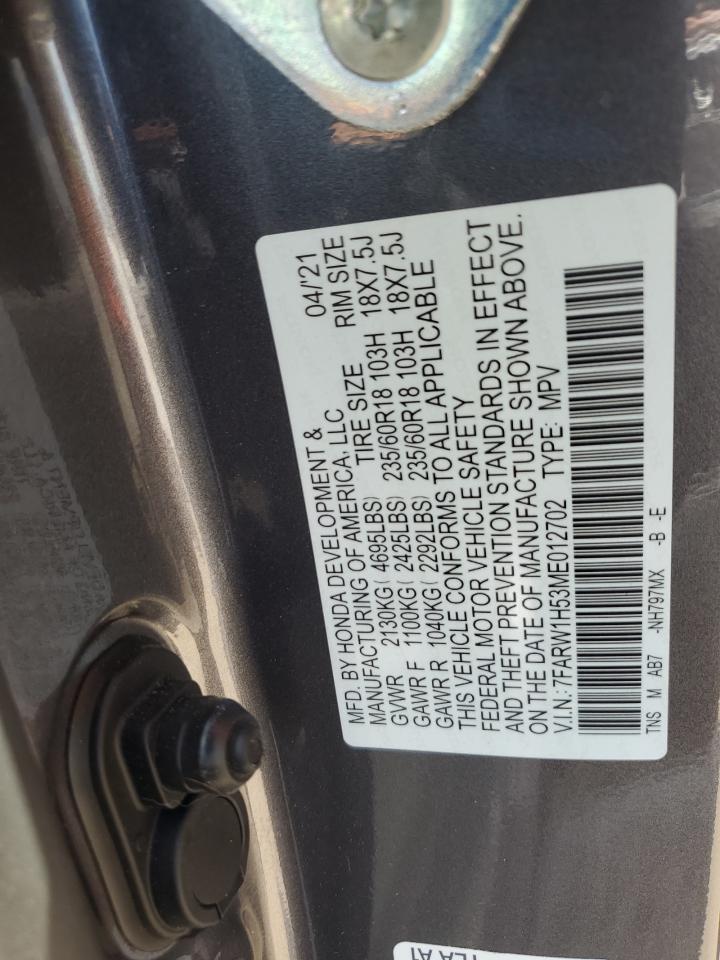 MFD. BY HONDA DEVELOPMENT & 04/'21
MANUFACTURING OF AMERICA, LLC
TIRE SIZE RIM SIZE
GVWR 2130KG( 4695LBS)
GAWR F 1100KG( 2425LBS) 235/60R18 103H 18X7.5J
GAWR R 1040KG( 2292LBS) 235/60R18 103H 18X7.5J
THIS VEHICLE CONFORMS TO ALL APPLICABLE
FEDERAL MOTOR VEHICLE SAFETY
AND THEFT PREVENTION STANDARDS IN EFFECT
ON THE DATE OF MANUFACTURE SHOWN ABOVE.
V.I.N.: 7FARW1H53ME012702 TYPE: MPV
TNS M AB7 -NH797MX -B -E